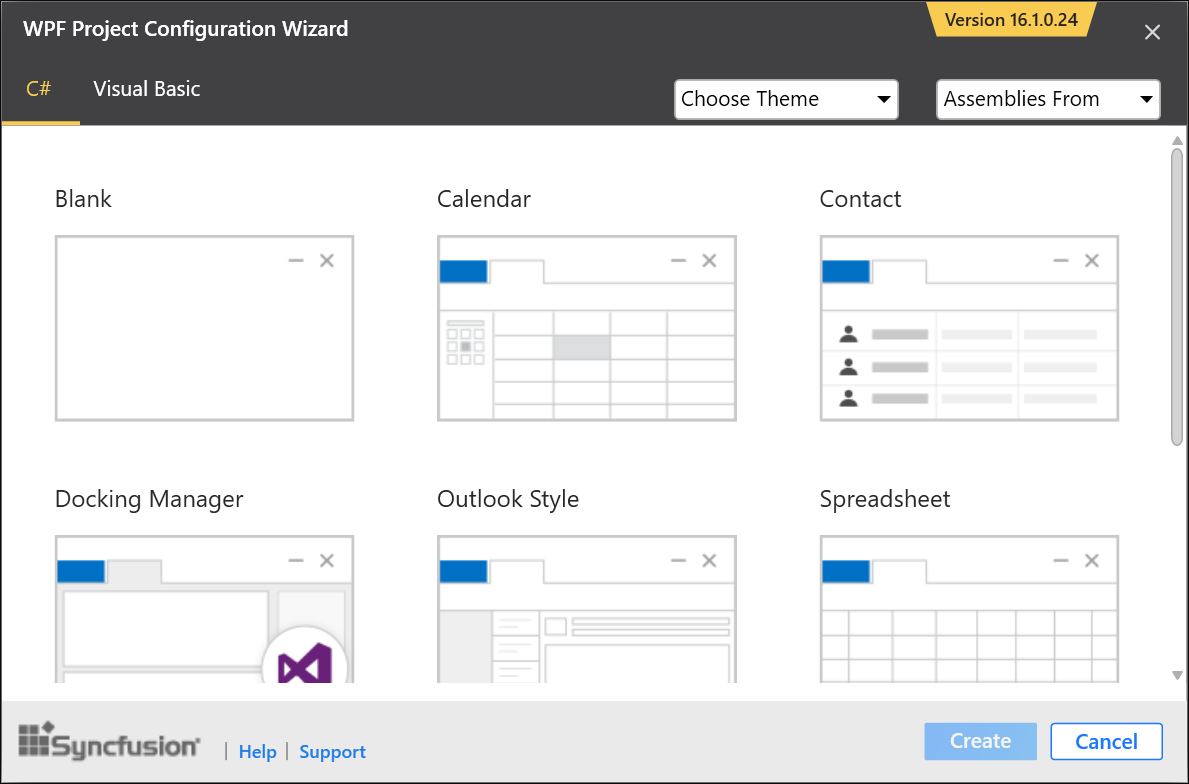 WPF Project Configuration Wizard
Version 16.1.0.24
C#
Visual Basic
Choose Theme
Assemblies From
Blank
Calendar
Contact
Docking Manager
Outlook Style
Spreadsheet
Syncfusion
| Help | Support
Create
Cancel